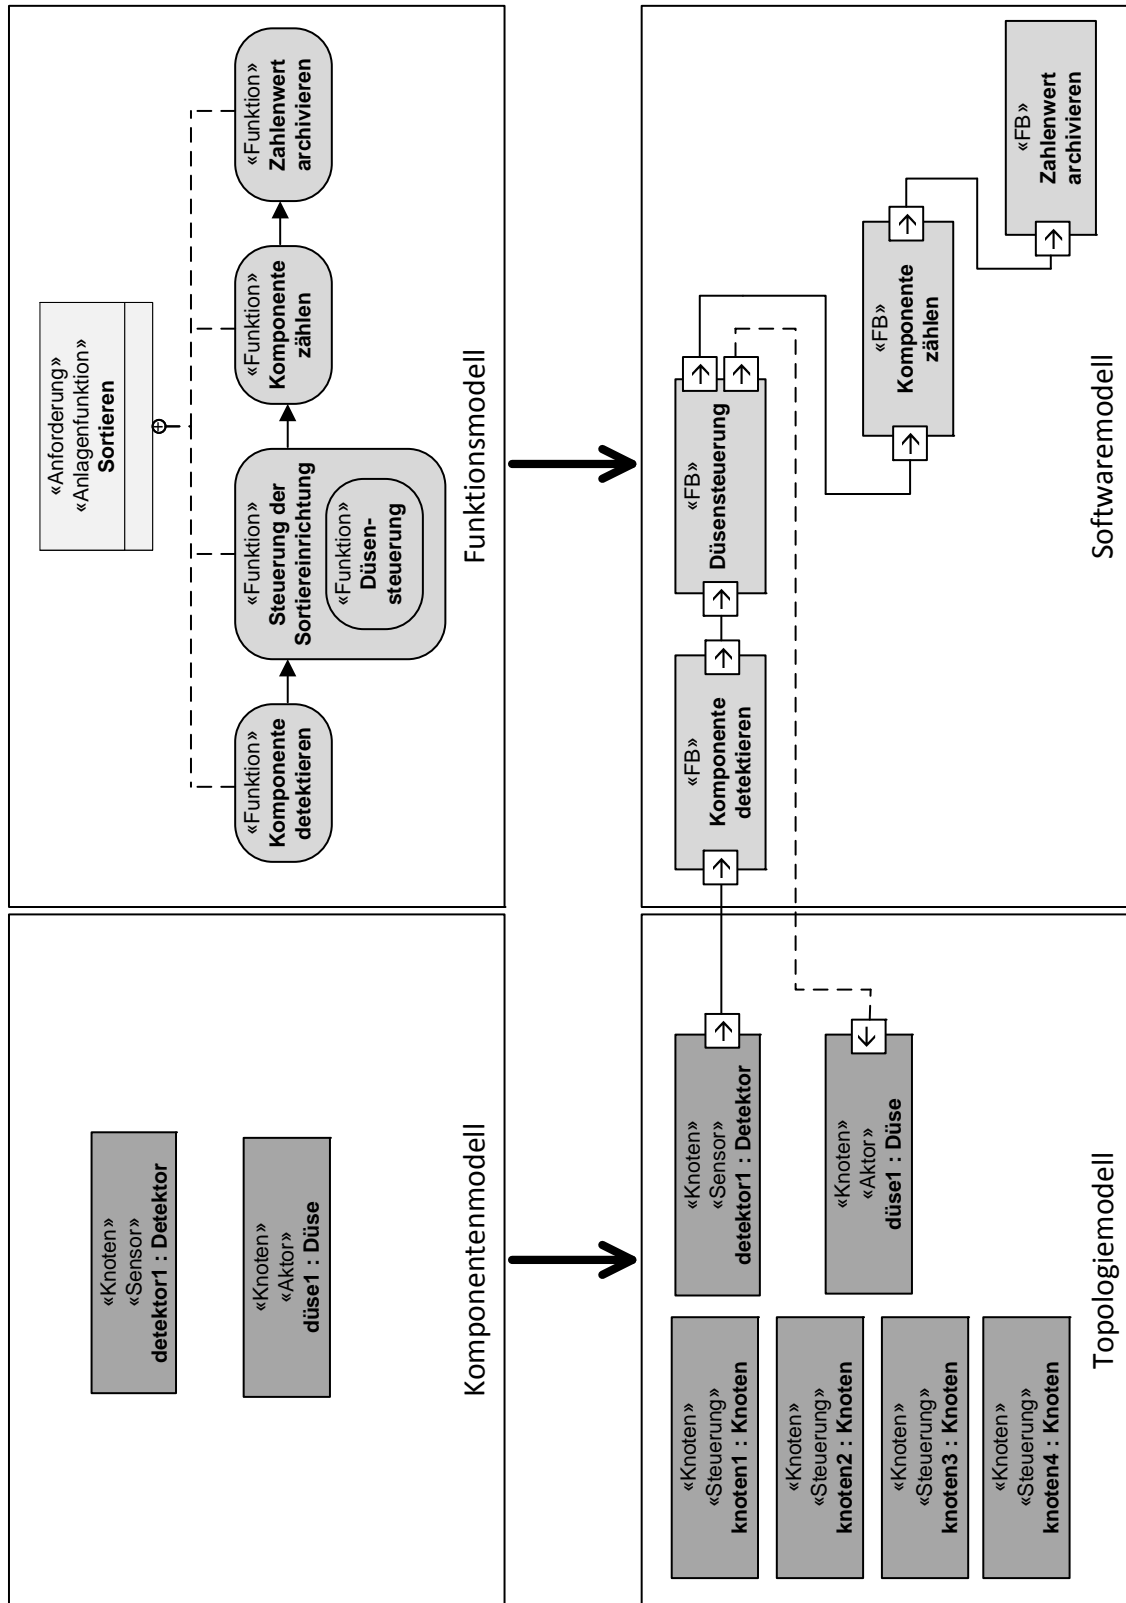 «Knoten»
«Sensor»
detektor1 : Detektor
«Knoten»
«Aktor»
düse1 : Düse
Komponentenmodell
«Anforderung»
«Anlagenfunktion»
Sortieren
«Funktion»
Komponente
detektieren
«Funktion»
Steuerung der
Sortiereinrichtung
«Funktion»
Düsen-
steuerung
«Funktion»
Komponente
zählen
«Funktion»
Zahlenwert
archivieren
Funktionsmodell
«Knoten»
«Steuerung»
knoten1 : Knoten
«Knoten»
«Steuerung»
knoten2 : Knoten
«Knoten»
«Steuerung»
knoten3 : Knoten
«Knoten»
«Steuerung»
knoten4 : Knoten
«Knoten»
«Sensor»
detektor1 : Detektor
«Knoten»
«Aktor»
düse1 : Düse
Topologiemodell
«FB»
Komponente
detektieren
«FB»
Düsensteuerung
«FB»
Komponente
zählen
«FB»
Zahlenwert
archivieren
Softwaremodell